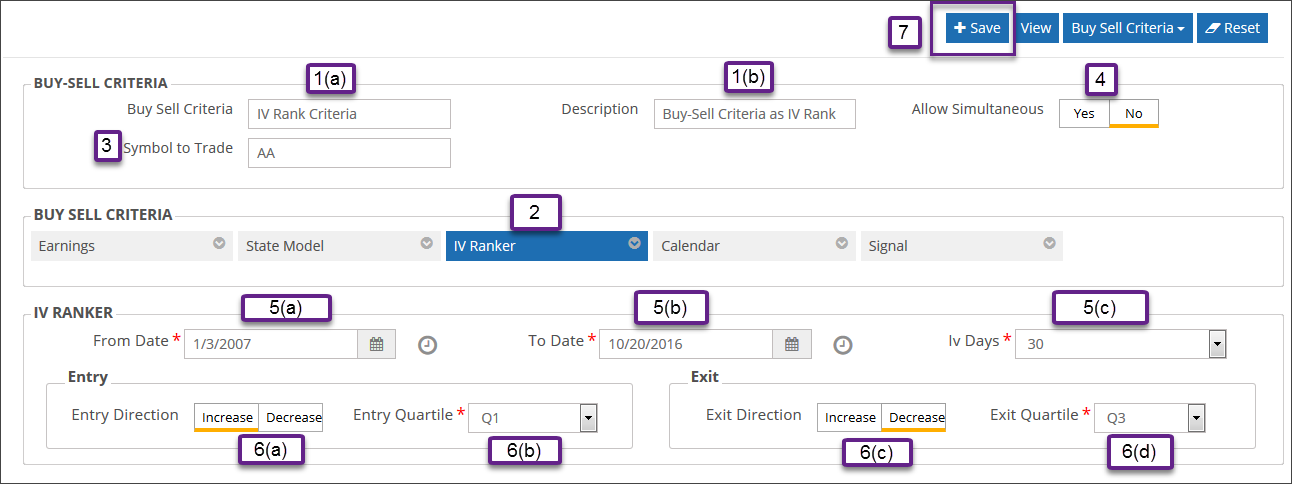 7 + Save View Buy Sell Criteria Reset
BUY-SELL CRITERIA 1(a) 1(b) 4
Buy Sell Criteria IV Rank Criteria Description Buy-Sell Criteria as IV Rank Allow Simultaneous Yes No
3 Symbol to Trade AA
BUY SELL CRITERIA 2
Earnings State Model IV Ranker Calendar Signal
IV RANKER 5(a) 5(b) 5(c)
From Date * 1/3/2007 To Date * 10/20/2016 Iv Days * 30
Entry Exit
Entry Direction Increase Decrease Entry Quartile * Q1 Exit Direction Increase Decrease Exit Quartile * Q3
6(a) 6(b) 6(c) 6(d)